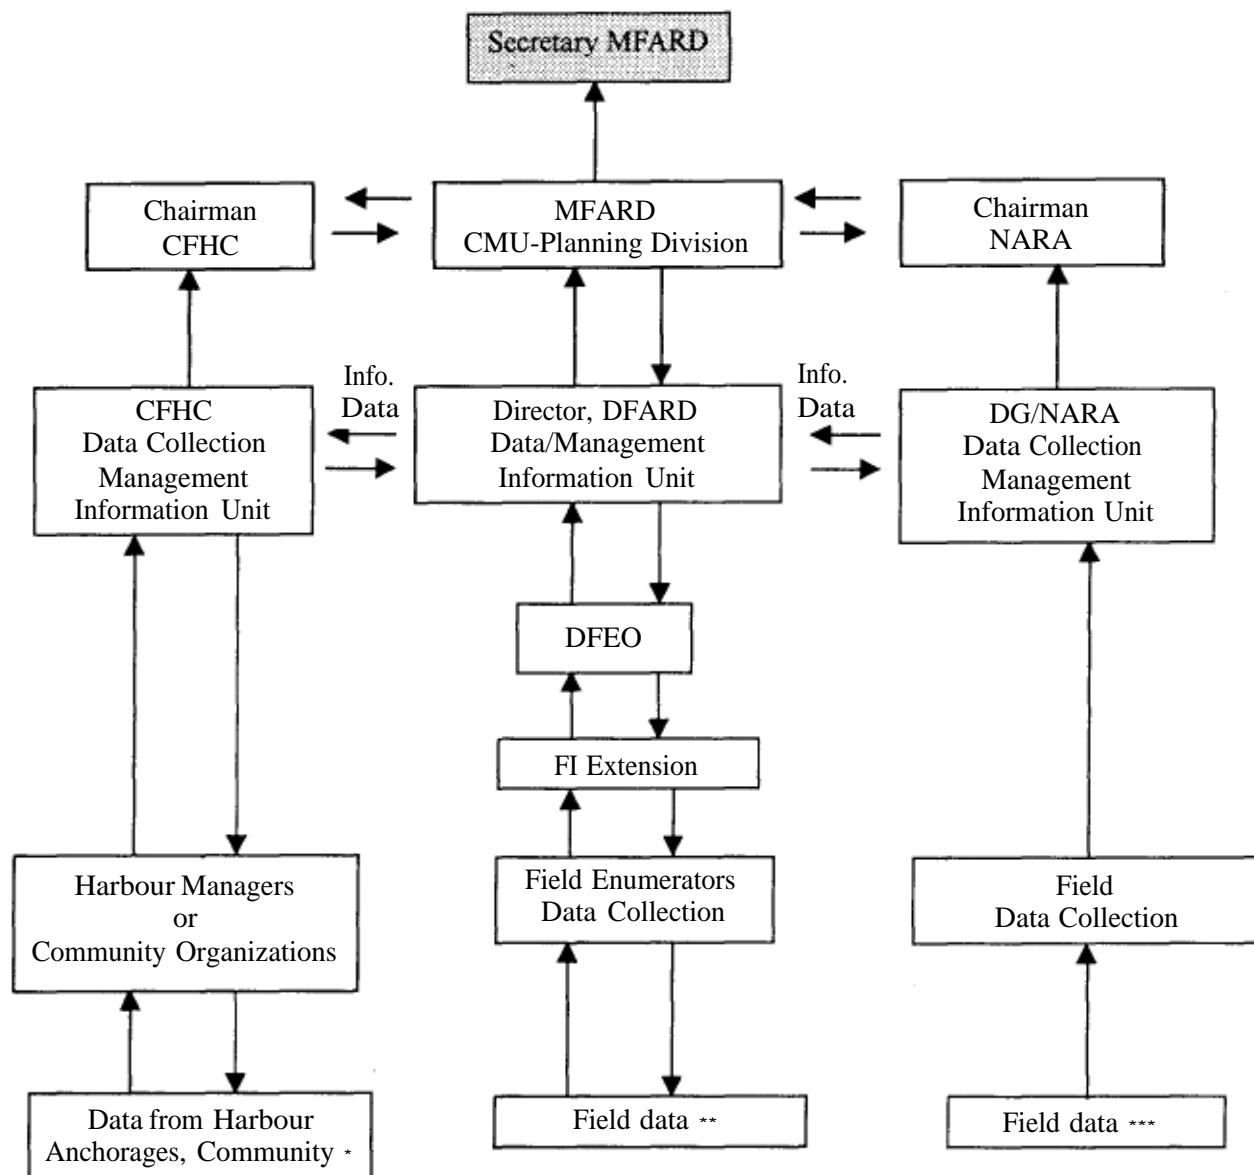 Secretary MFARD
Chairman
CFHC
MFARD
CMU-Planning Division
Chairman
NARA
Info.
Data
Info.
Data
CFHC
Data Collection
Management
Information Unit
Director, DFARD
Data/Management
Information Unit
DG/NARA
Data Collection
Management
Information Unit
DFEO
FI Extension
Harbour Managers
or
Community Organizations
Field Enumerators
Data Collection
Field
Data Collection
Data from Harbour
Anchorages, Community *
Field data **
Field data ***